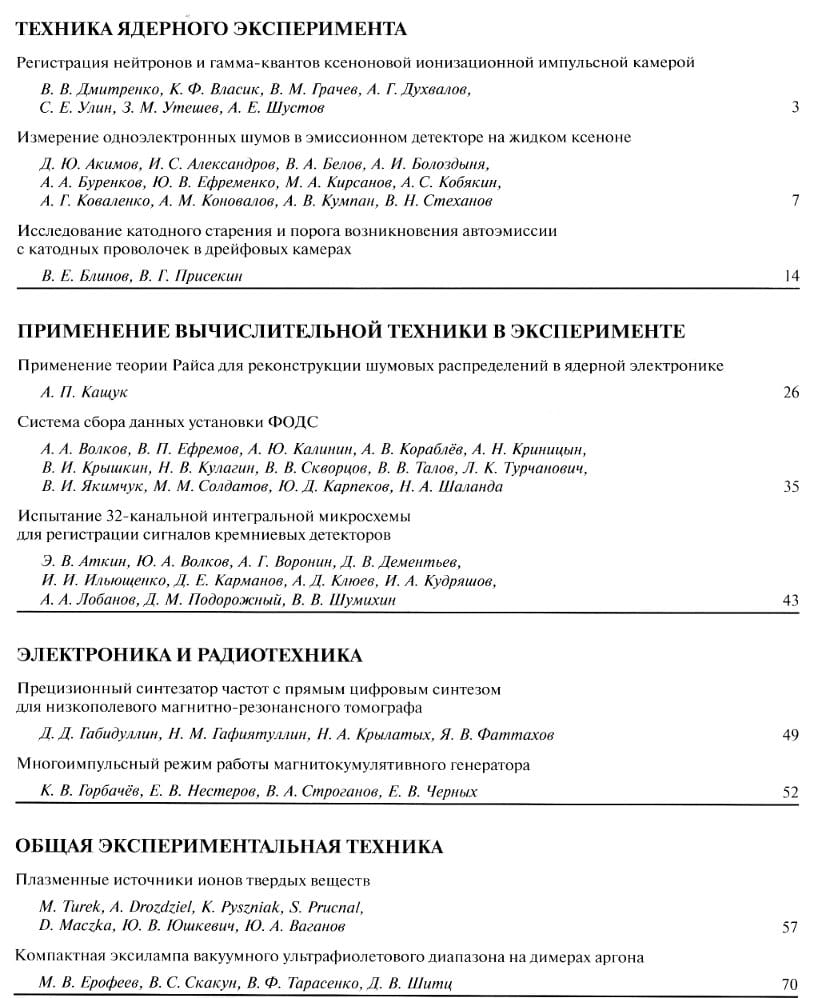 ТЕХНИКА ЯДЕРНОГО ЭКСПЕРИМЕНТА
Регистрация нейтронов и гамма-квантов ксеноновой ионизационной импульсной камерой
В. В. Дмитренко, К. Ф. Власик, В. М. Грачев, А. Г. Духвалов,
С. Е. Улин, З. М. Утешев, А. Е. Шустов 3
Измерение одноэлектронных шумов в эмиссионном детекторе на жидком ксеноне
Д. Ю. Акимов, И. С. Александров, В. А. Белов, А. И. Болоздыня,
А. А. Буренков, Ю. В. Ефременко, М. А. Кирсанов, А. С. Кобякин,
А. Г. Коваленко, А. М. Коновалов, А. В. Кумпан, В. Н. Стеханов 7
Исследование катодного старения и порога возникновения автоэмиссии
с катодных проволочек в дрейфовых камерах
В. Е. Блинов, В. Г. Присекин 14
ПРИМЕНЕНИЕ ВЫЧИСЛИТЕЛЬНОЙ ТЕХНИКИ В ЭКСПЕРИМЕНТЕ
Применение теории Райса для реконструкции шумовых распределений в ядерной электронике
А. П. Кащук 26
Система сбора данных установки ФОДС
А. А. Волков, В. П. Ефремов, А. Ю. Калинин, А. В. Кораблёв, А. Н. Криницын,
В. И. Крышкин, Н. В. Кулагин, В. В. Скворцов, В. В. Талов, Л. К. Турчанович,
В. И. Якимчук, М. М. Солдатов, Ю. Д. Карпеков, Н. А. Шаланда 35
Испытание 32-канальной интегральной микросхемы
для регистрации сигналов кремниевых детекторов
Э. В. Аткин, Ю. А. Волков, А. Г. Воронин, Д. В. Дементьев,
И. И. Ильющенко, Д. Е. Карманов, А. Д. Клюев, И. А. Кудряшов,
А. А. Лобанов, Д. М. Подорожный, В. В. Шумихин 43
ЭЛЕКТРОНИКА И РАДИОТЕХНИКА
Прецизионный синтезатор частот с прямым цифровым синтезом
для низкополевого магнитно-резонансного томографа
Д. Д. Габидуллин, Н. М. Гафиятуллин, Н. А. Крылатых, Я. В. Фаттахов 49
Многоимпульсный режим работы магнитокумулятивного генератора
К. В. Горбачёв, Е. В. Нестеров, В. А. Строганов, Е. В. Черных 52
ОБЩАЯ ЭКСПЕРИМЕНТАЛЬНАЯ ТЕХНИКА
Плазменные источники ионов твердых веществ
M. Turek, A. Drozdziel, K. Pyszniak, S. Prucnal,
D. Maczka, Ю. В. Юшкевич, Ю. А. Ваганов 57
Компактная эксилампа вакуумного ультрафиолетового диапазона на димерах аргона
М. В. Ерофеев, В. С. Скакун, В. Ф. Тарасенко, Д. В. Шитц 70